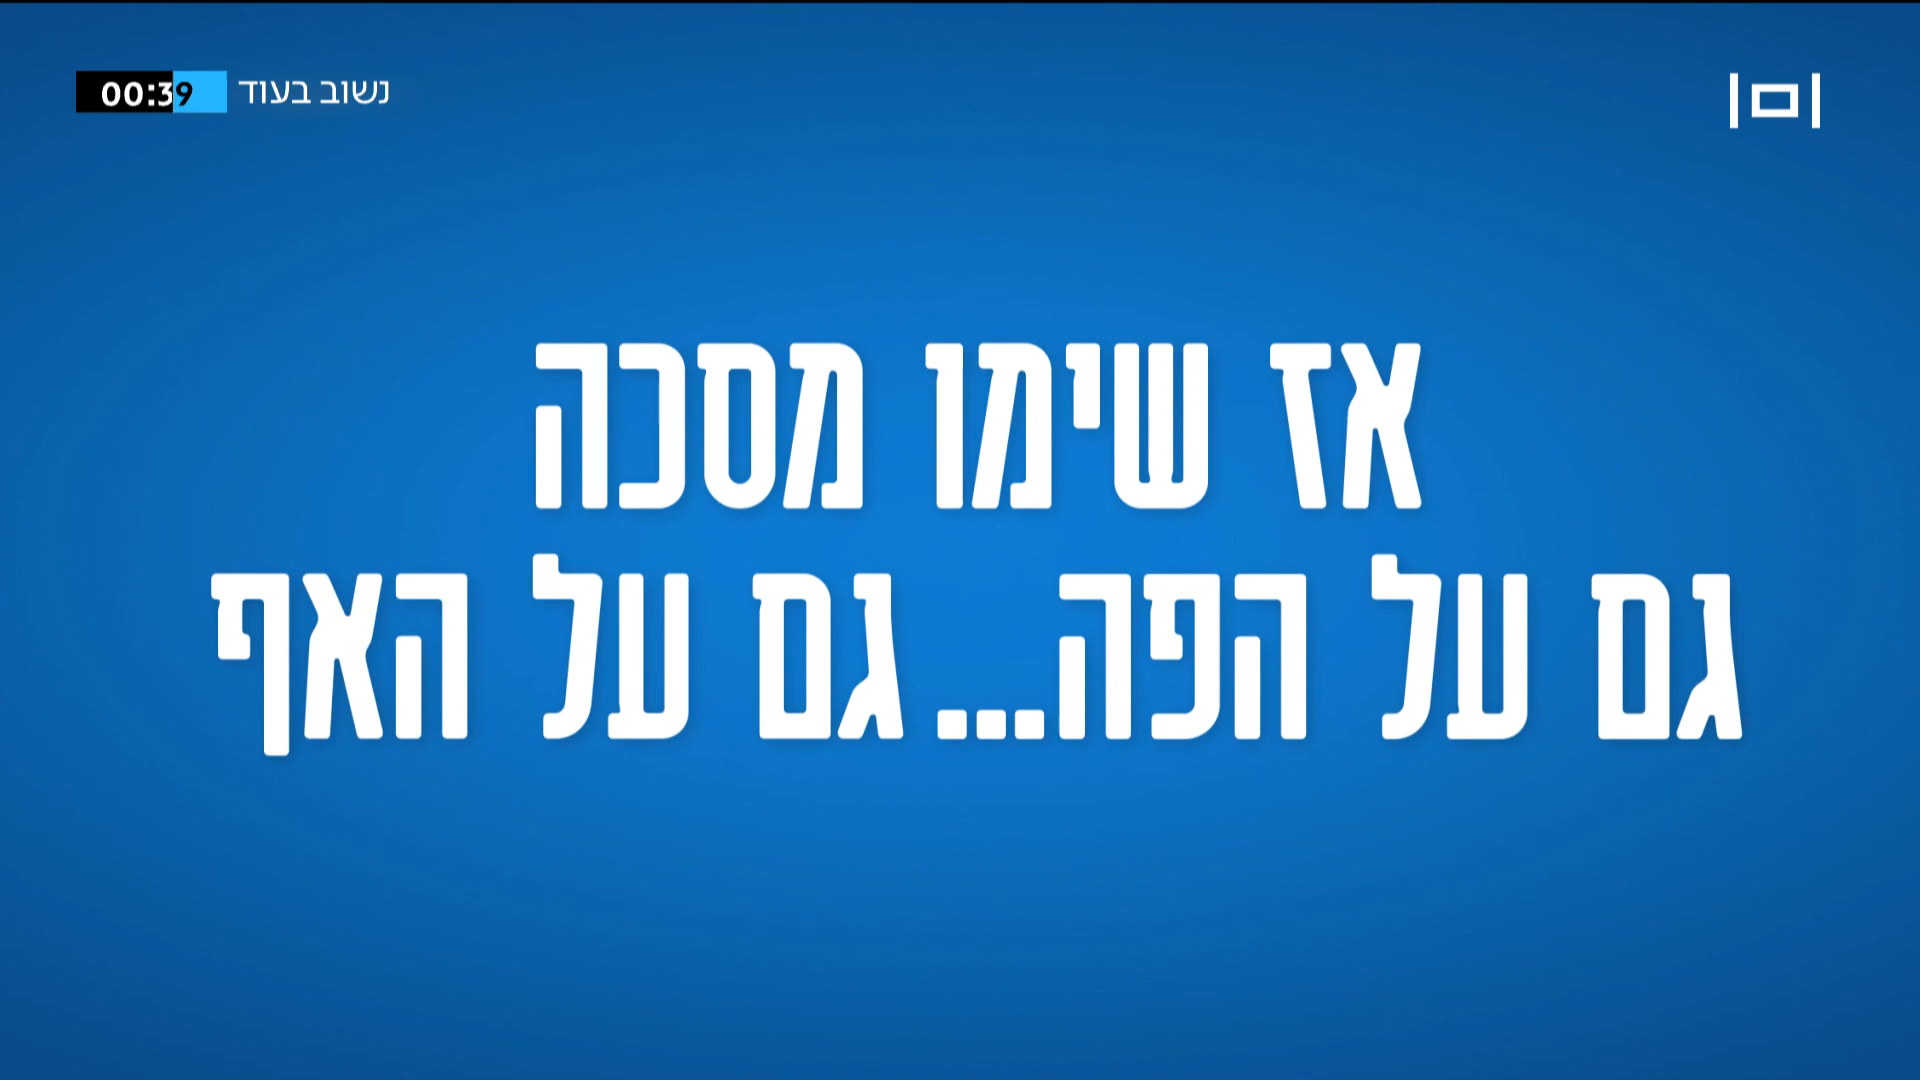 נשוב בעוד 00:39
אז שימו מסכה
גם על הפה...גם על האף